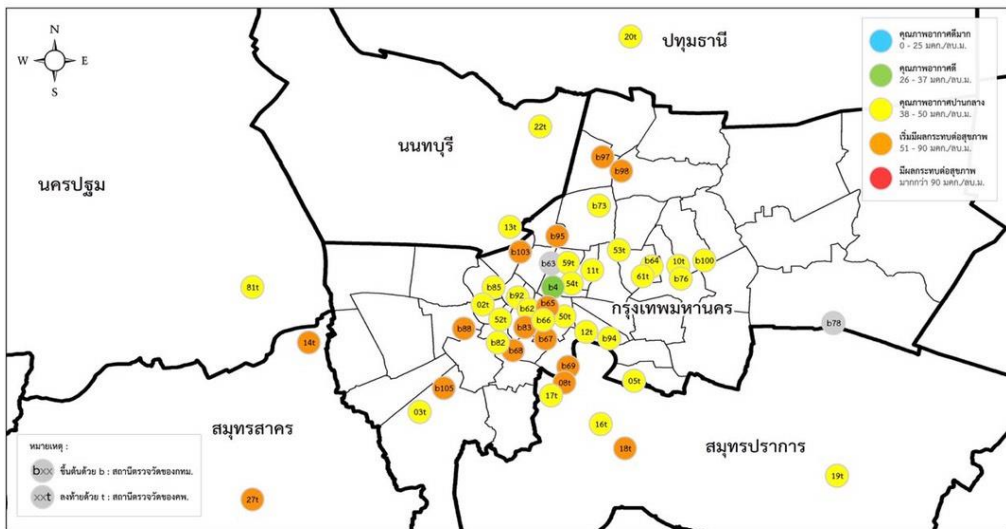 20t
ปทุมธานี
คุณภาพอากาศดีมาก
0 - 25 มคก./ลบ.ม.
คุณภาพอากาศดี
26 - 37 มคก./ลบ.ม.
คุณภาพอากาศปานกลาง
38 - 50 มคก./ลบ.ม.
เริ่มมีผลกระทบต่อสุขภาพ
51 - 90 มคก./ลบ.ม.
มีผลกระทบต่อสุขภาพ
มากกว่า 90 มคก./ลบ.ม.
N
W E
S
22t
นนทบุรี
b97
b98
นครปฐม
b73
13t
b95
b103
53t
b63
59t
11t
b64
10t
b100
61t
b76
81t
b4
54t
b85
b92
02t
b62
b65
กรุงเทพมหานคร
52t
b66
50t
b78
b88
b83
12t
b94
14t
b82
b67
b68
b69
05t
b105
08t
17t
03t
16t
สมุทรสาคร
สมุทรปราการ
18t
19t
27t
หมายเหตุ :
bxx ขึ้นต้นด้วย b : สถานีตรวจวัดของกทม.
xxt ลงท้ายด้วย t : สถานีตรวจวัดของคพ.